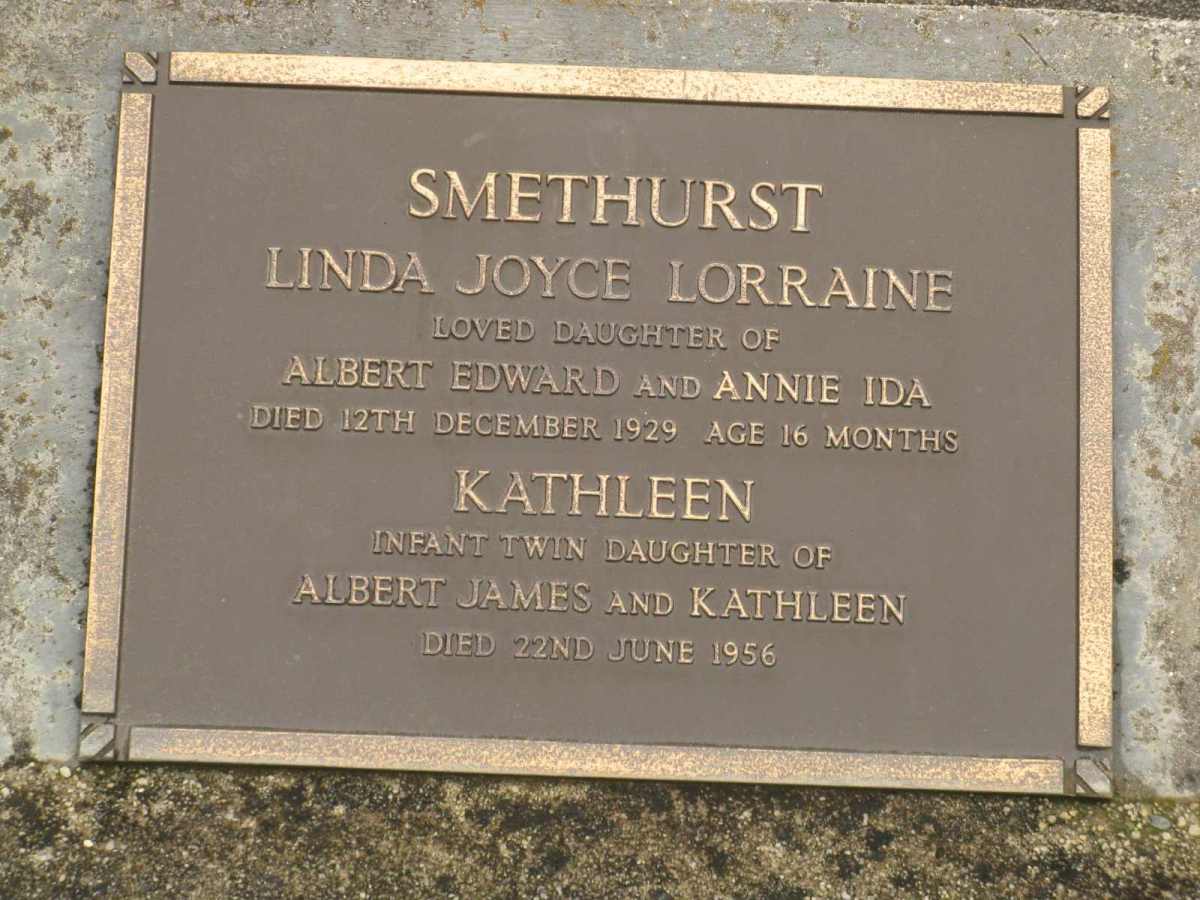 SMETHURST
LINDA JOYCE LORRAINE
LOVED DAUGHTER OF
ALBERT EDWARD AND ANNIE IDA
DIED 12TH DECEMBER 1929 AGE 16 MONTHS
KATHLEEN
INFANT TWIN DAUGHTER OF
ALBERT JAMES AND KATHLEEN
DIED 22ND JUNE 1956